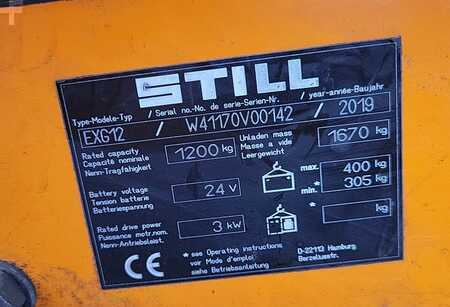 STILL
Type-Modele-Typ / Serial no.-No. de serie-Serien-Nr. / year-année-Baujahr
EXG12 / W41170V00142 / 2019
Rated capacity
Capacité nominale
Nenn-Tragfähigkeit
1200 kg
Unladen mass
Masse a vide
Leergewicht
1670 kg
Battery voltage
Tension batterie
Batteriespannung
24 V
max. 400 kg
min.* 305 kg
Rated drive power
Puissance mot.nom.
Nenn-Antriebsleist.
3 kW
* kg
CE
* see Operating instructions
voir Mode d'emploi
siehe Betriebsanleitung
D-22113 Hamburg
Berzeliusstr.